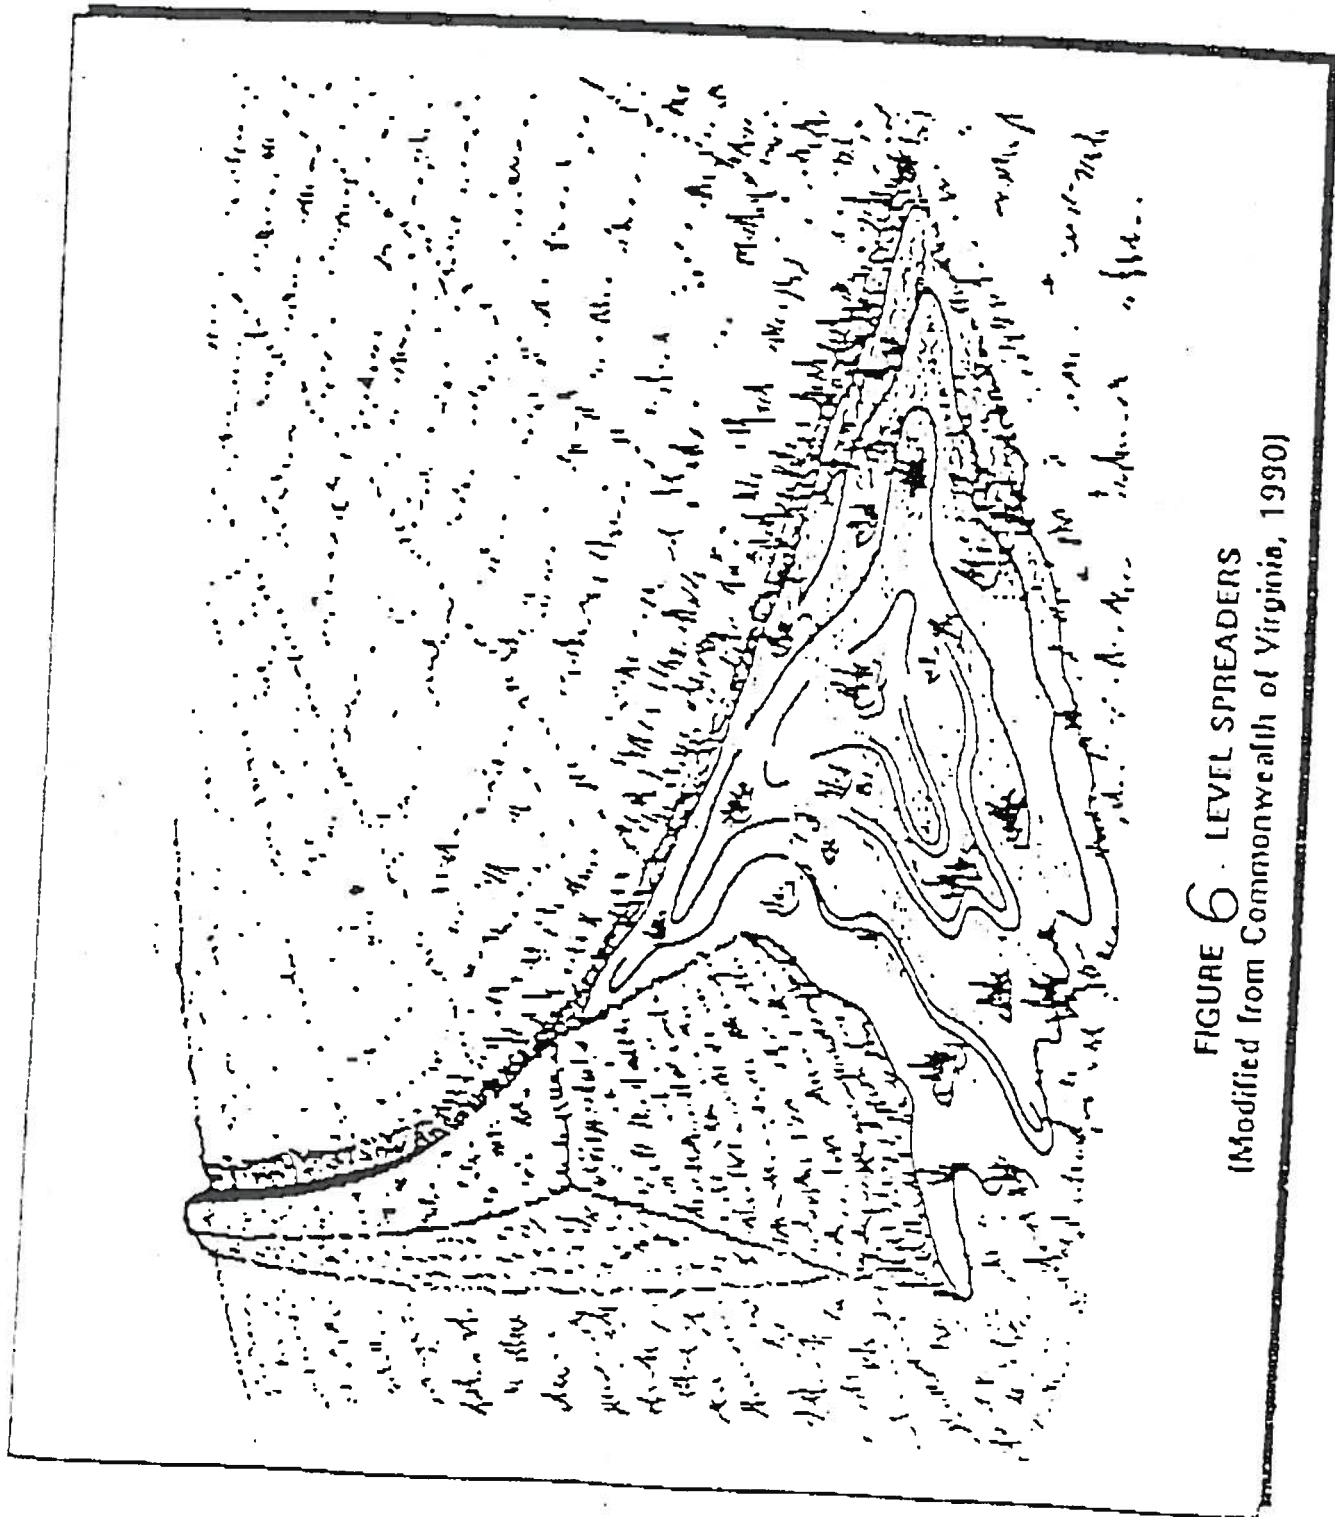 FIGURE 6 . LEVEL SPREADERS
(Modified from Commonwealth of Virginia, 1990)